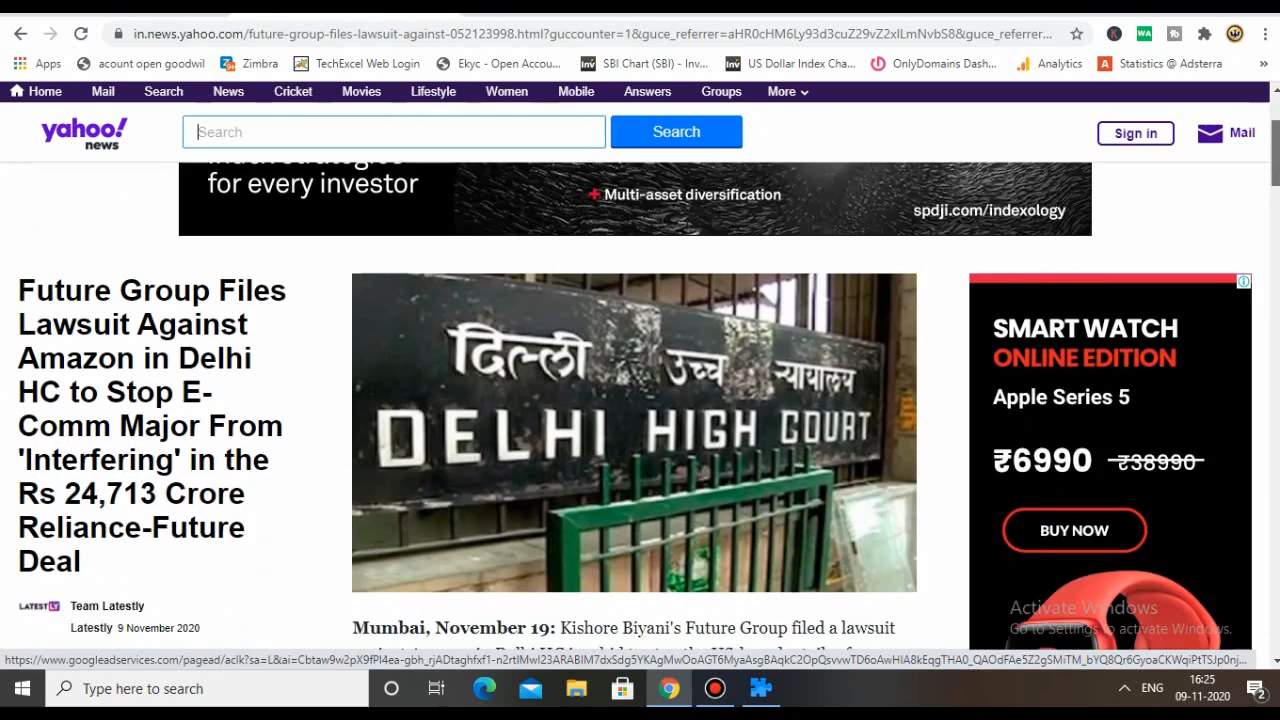 in.news.yahoo.com/future-group-files-lawsuit-against-052123998.html?guccounter=1&guce_referrer=aHR0cHM6Ly93d3cuZ29vZ2xlLmNvbS8&guce_referrer...
Apps acount open goodwil Zimbra TechExcel Web Login Ekyc - Open Accou... SBI Chart (SBI) - Inv... US Dollar Index Cha... OnlyDomains Dash... Analytics Statistics @ Adsterra »
Home Mail Search News Cricket Movies Lifestyle Women Mobile Answers Groups More
yahoo!
news
Search
Search
Sign in
Mail
for every investor
+ Multi-asset diversification
spdji.com/indexology
Future Group Files
Lawsuit Against
Amazon in Delhi
HC to Stop E-
Comm Major From
'Interfering' in the
Rs 24,713 Crore
Reliance-Future
Deal
LATESTLY Team Latestly
Latestly 9 November 2020
दिल्ली उच्च न्यायालय
DELHI HIGH COURT
Mumbai, November 19: Kishore Biyani's Future Group filed a lawsuit
SMART WATCH
ONLINE EDITION
Apple Series 5
₹6990 ₹38990
BUY NOW
Activate Windows
Go to Settings to activate Windows.
Type here to search
ENG
16:25
09-11-2020
2